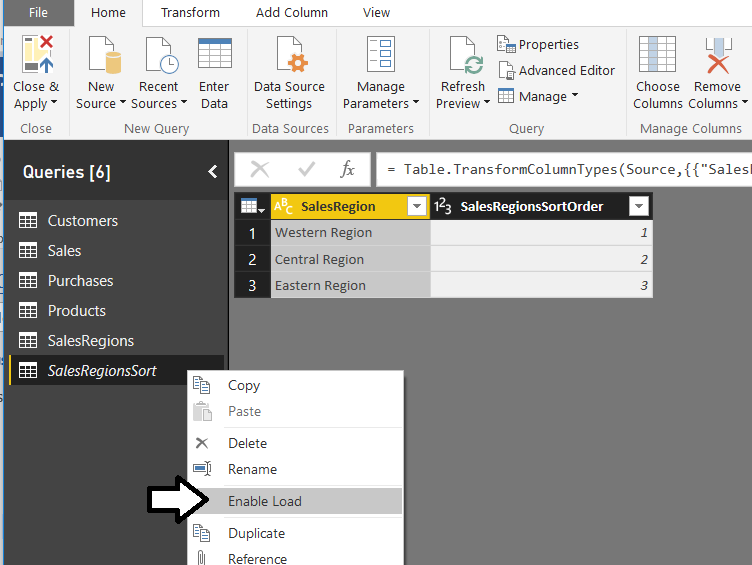 File Home Transform Add Column View
Close & Apply
New Source
Recent Sources
Enter Data
Data Source Settings
Manage Parameters
Refresh Preview
Properties
Advanced Editor
Manage
Choose Columns
Remove Columns
Close New Query Data Sources Parameters Query Manage Columns
Queries [6]
fx = Table.TransformColumnTypes(Source,{{"Sales
ABC SalesRegion 123 SalesRegionsSortOrder
1 Western Region 1
2 Central Region 2
3 Eastern Region 3
Customers
Sales
Purchases
Products
SalesRegions
SalesRegionsSort
Copy
Paste
Delete
Rename
Enable Load
Duplicate
Reference